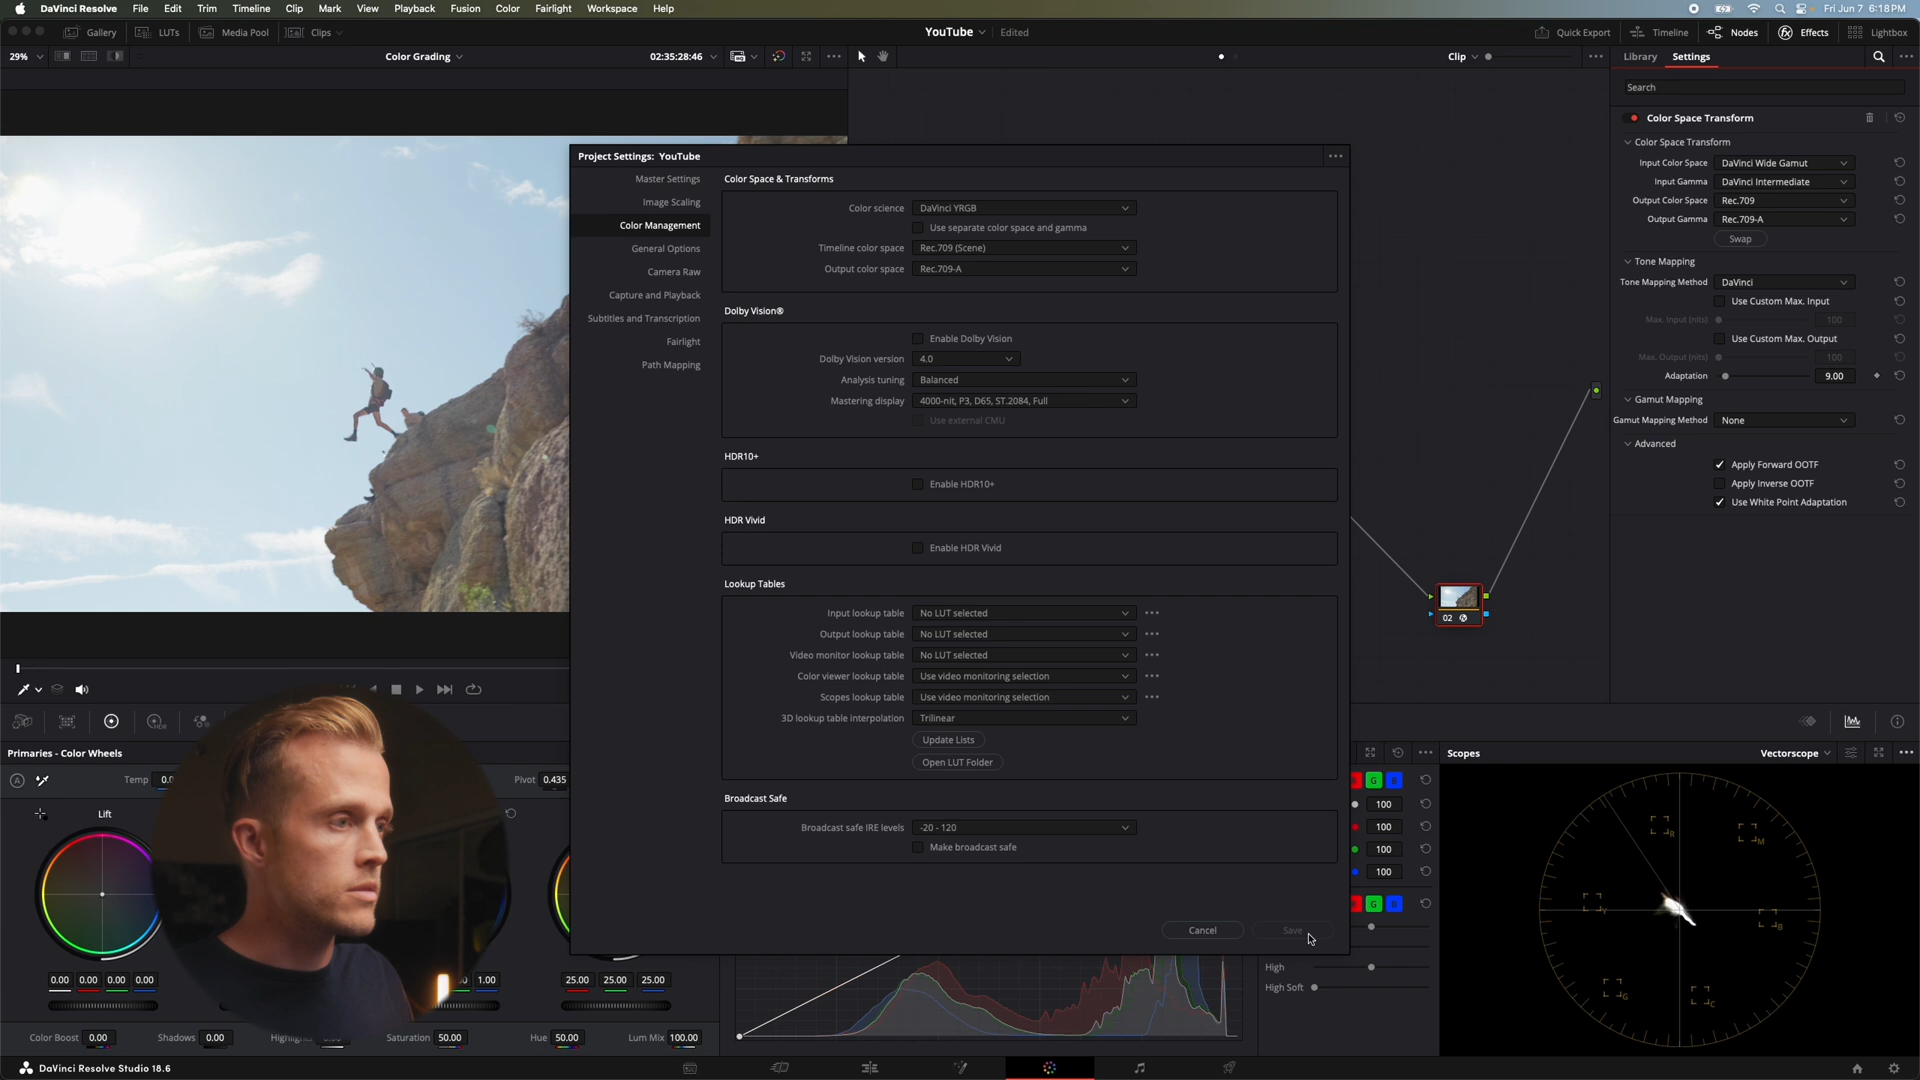 DaVinci Resolve File Edit Trim Timeline Clip Mark View Playback Fusion Color Fairlight Workspace Help Fri Jun 7 6:18 PM
Gallery LUTs Media Pool Clips YouTube Edited Quick Export Timeline Nodes Effects Lightbox
29% Color Grading 02:35:28:46 Clip Library Settings
Search
Color Space Transform
Color Space Transform
Input Color Space DaVinci Wide Gamut
Input Gamma DaVinci Intermediate
Output Color Space Rec.709
Output Gamma Rec.709-A
Swap
Tone Mapping
Tone Mapping Method DaVinci
Use Custom Max. Input
Max. Input (nits) 100
Use Custom Max. Output
Max. Output (nits) 100
Adaptation 9.00
Gamut Mapping
Gamut Mapping Method None
Advanced
Apply Forward OOTF
Apply Inverse OOTF
Use White Point Adaptation
Project Settings: YouTube
Master Settings
Image Scaling
Color Management
General Options
Camera Raw
Capture and Playback
Subtitles and Transcription
Fairlight
Path Mapping
Color Space & Transforms
Color science DaVinci YRGB
Use separate color space and gamma
Timeline color space Rec.709 (Scene)
Output color space Rec.709-A
Dolby Vision®
Enable Dolby Vision
Dolby Vision version 4.0
Analysis tuning Balanced
Mastering display 4000-nit, P3, D65, ST.2084, Full
Use external CMU
HDR10+
Enable HDR10+
HDR Vivid
Enable HDR Vivid
Lookup Tables
Input lookup table No LUT selected
Output lookup table No LUT selected
Video monitor lookup table No LUT selected
Color viewer lookup table Use video monitoring selection
Scopes lookup table Use video monitoring selection
3D lookup table interpolation Trilinear
Update Lists
Open LUT Folder
Broadcast Safe
Broadcast safe IRE levels -20 - 120
Make broadcast safe
Cancel Save
02
HDR
Primaries - Color Wheels
A Temp Pivot 0.435
Lift
0.00 0.00 0.00 0.00 1.00 25.00 25.00 25.00
Color Boost 0.00 Shadows 0.00 Saturation 50.00 Hue 50.00 Lum Mix 100.00
G B
100
100
100
100
G B
High
High Soft
Scopes Vectorscope
R
M
Y
B
G
C
DaVinci Resolve Studio 18.6